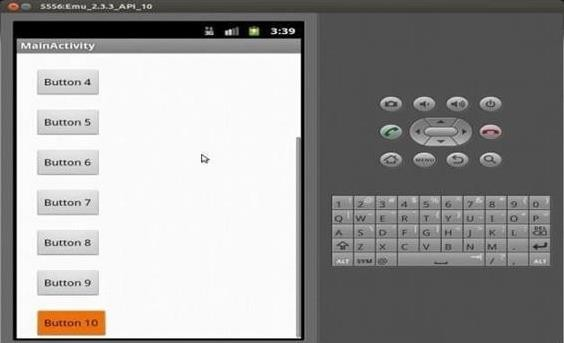 5556:Emu_2.3.3_API_10
3G 3:39
MainActivity
Button 4
Button 5
Button 6
Button 7
Button 8
Button 9
Button 10
MENU
1 2 3 4 5 6 7 8 9 0
Q W E R T Y U I O P
A S D F G H J K L DEL
Z X C V B N M .
ALT SYM @ / ? ALT